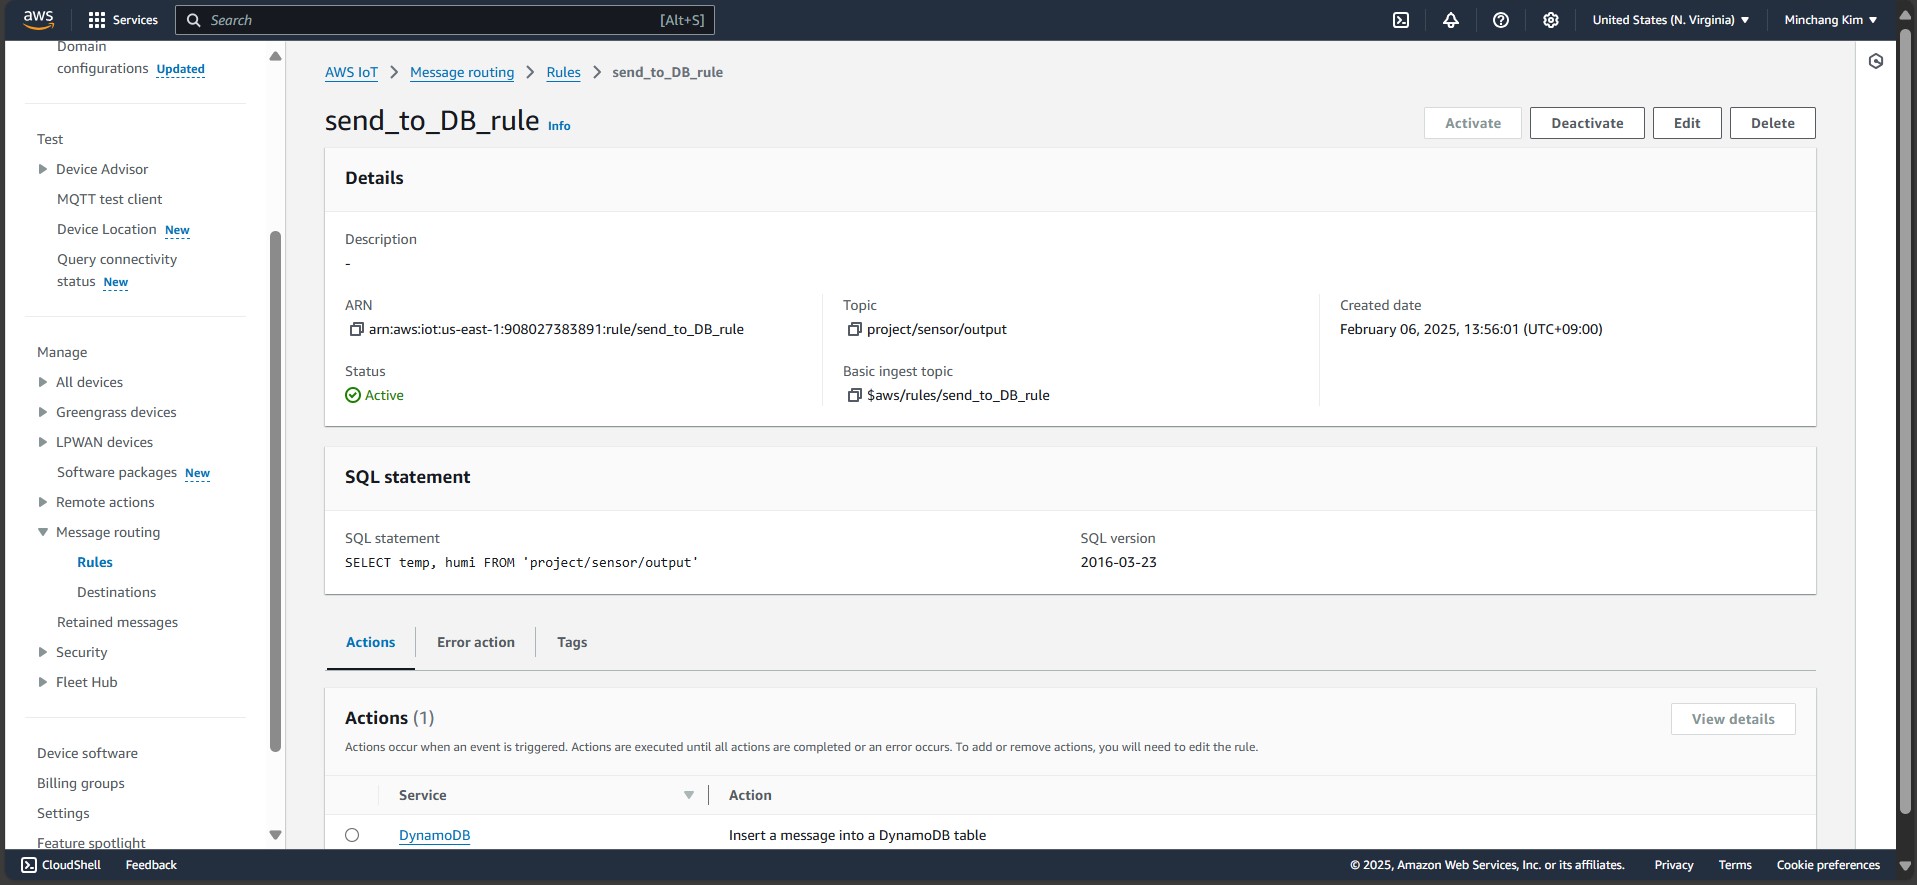 aws
Services
Search
[Alt+S]
United States (N. Virginia)
Minchang Kim
Domain
configurations Updated
Test
Device Advisor
MQTT test client
Device Location New
Query connectivity
status New
Manage
All devices
Greengrass devices
LPWAN devices
Software packages New
Remote actions
Message routing
Rules
Destinations
Retained messages
Security
Fleet Hub
Device software
Billing groups
Settings
Feature spotlight
AWS IoT > Message routing > Rules > send_to_DB_rule
send_to_DB_rule Info
Activate
Deactivate
Edit
Delete
Details
Description
-
ARN
arn:aws:iot:us-east-1:908027383891:rule/send_to_DB_rule
Status
Active
Topic
project/sensor/output
Basic ingest topic
$aws/rules/send_to_DB_rule
Created date
February 06, 2025, 13:56:01 (UTC+09:00)
SQL statement
SQL statement
SELECT temp, humi FROM 'project/sensor/output'
SQL version
2016-03-23
Actions
Error action
Tags
Actions (1)
View details
Actions occur when an event is triggered. Actions are executed until all actions are completed or an error occurs. To add or remove actions, you will need to edit the rule.
Service
Action
DynamoDB
Insert a message into a DynamoDB table
CloudShell
Feedback
© 2025, Amazon Web Services, Inc. or its affiliates.
Privacy
Terms
Cookie preferences